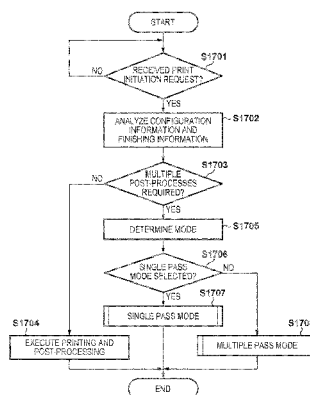 START
S1701
RECEIVED PRINT
INITIATION REQUEST?
NO
YES
S1702
ANALYZE CONFIGURATION
INFORMATION AND
FINISHING INFORMATION
S1703
MULTIPLE
POST-PROCESSES
REQUIRED?
NO
YES
S1705
DETERMINE MODE
S1706
SINGLE PASS
MODE SELECTED?
NO
YES
S1707
SINGLE PASS MODE
S1704
EXECUTE PRINTING AND
POST-PROCESSING
S170
MULTIPLE PASS MODE
END